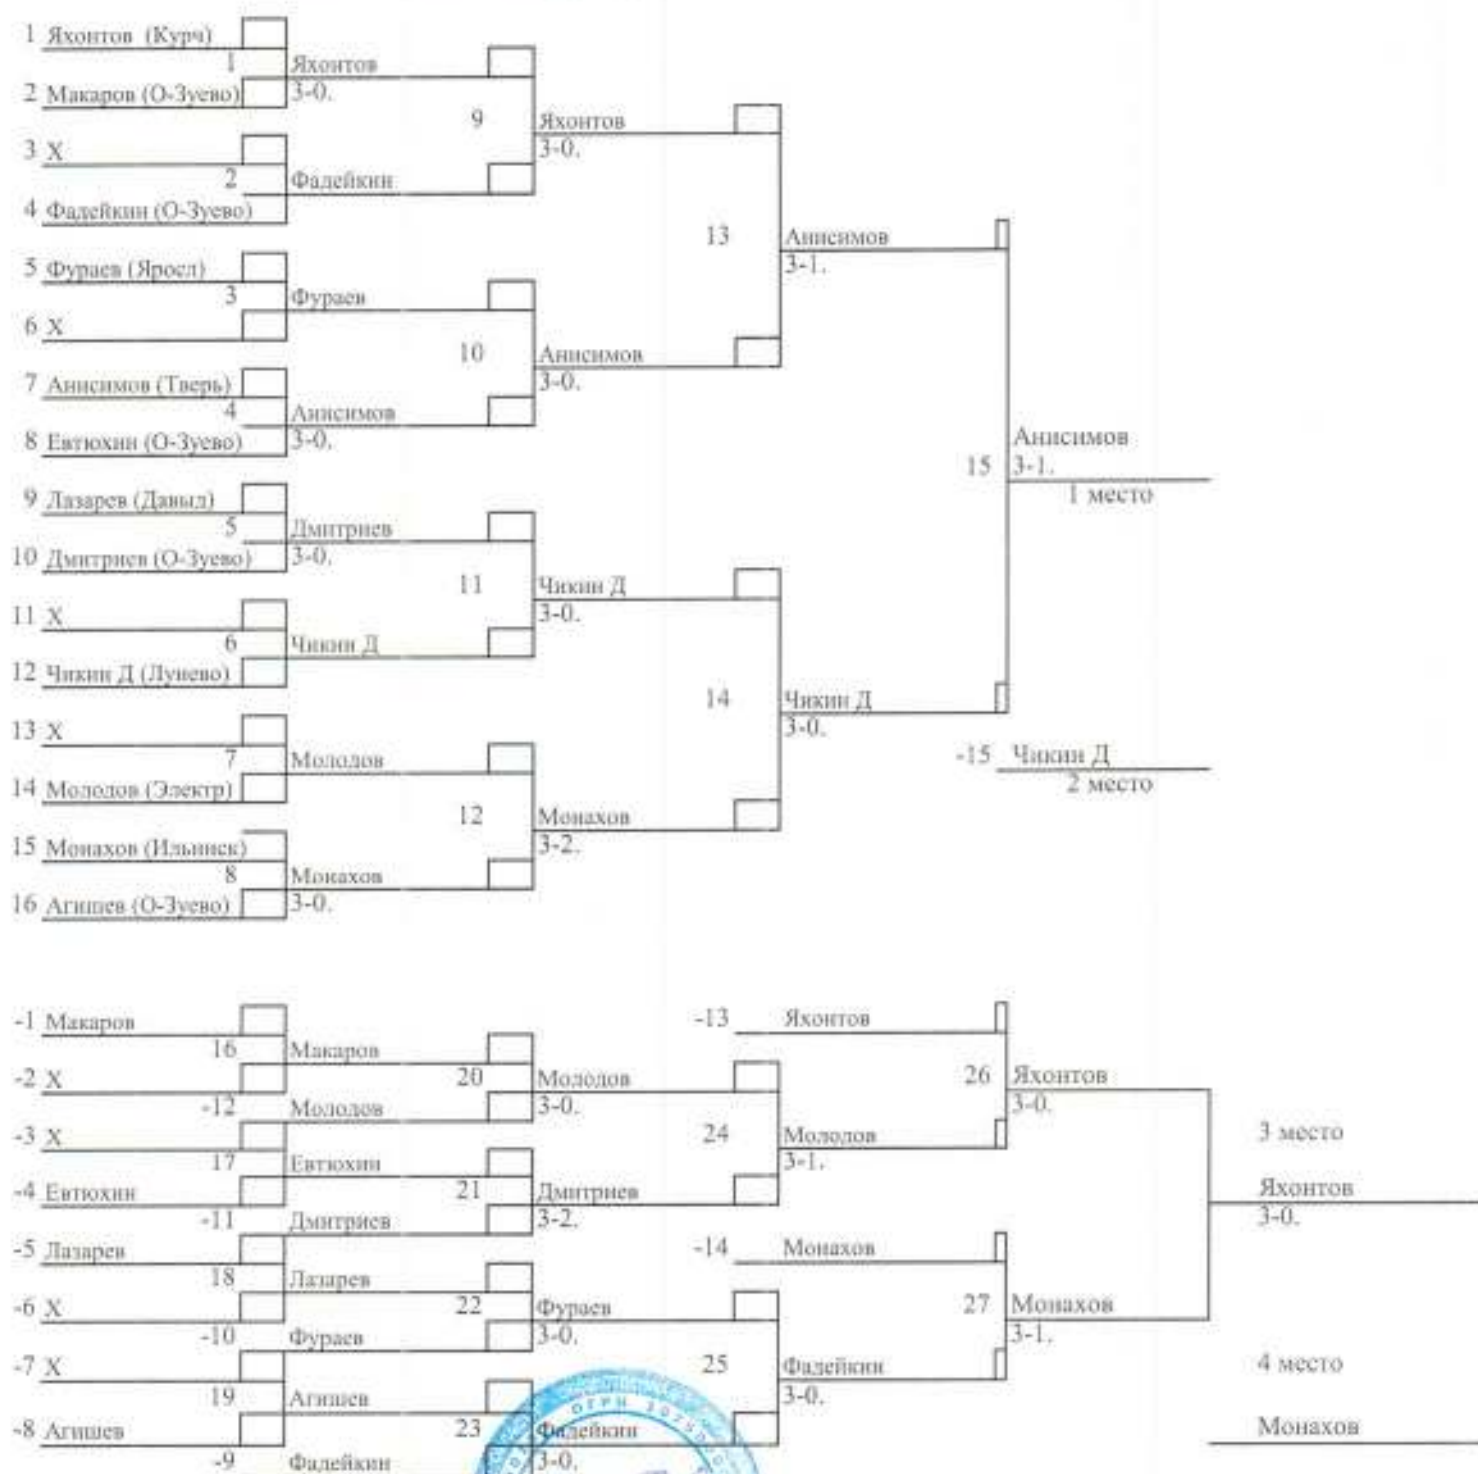 1 Яхонтов (Курч)
1 Яхонтов
2 Макаров (О-Зуево) 3-0.
9 Яхонтов
3-0.
3 Х
2 Фадейкин
4 Фадейкин (О-Зуево)
13 Анисимов
3-1.
5 Фураев (Яросл)
3 Фураев
6 Х
10 Анисимов
3-0.
7 Анисимов (Тверь)
4 Анисимов
8 Евтюхин (О-Зуево) 3-0.
15 Анисимов
3-1.
1 место
9 Лазарев (Давыд)
5 Дмитриев
10 Дмитриев (О-Зуево) 3-0.
11 Чикин Д
3-0.
11 Х
6 Чикин Д
12 Чикин Д (Лунево)
14 Чикин Д
3-0.
13 Х
7 Молодов
-15 Чикин Д
2 место
14 Молодов (Электр)
12 Монахов
3-2.
15 Монахов (Ильинск)
8 Монахов
16 Агишев (О-Зуево) 3-0.
-1 Макаров
-13 Яхонтов
16 Макаров
-2 Х
20 Молодов
3-0.
26 Яхонтов
3-0.
-12 Молодов
-3 Х
24 Молодов
3-1.
3 место
17 Евтюхин
-4 Евтюхин
21 Дмитриев
3-2.
Яхонтов
3-0.
-11 Дмитриев
-5 Лазарев
-14 Монахов
18 Лазарев
-6 Х
22 Фураев
3-0.
27 Монахов
3-1.
-10 Фураев
-7 Х
25 Фадейкин
3-0.
4 место
19 Агишев
-8 Агишев
23 Фадейкин
3-0.
Монахов
-9 Фадейкин
ОГРН